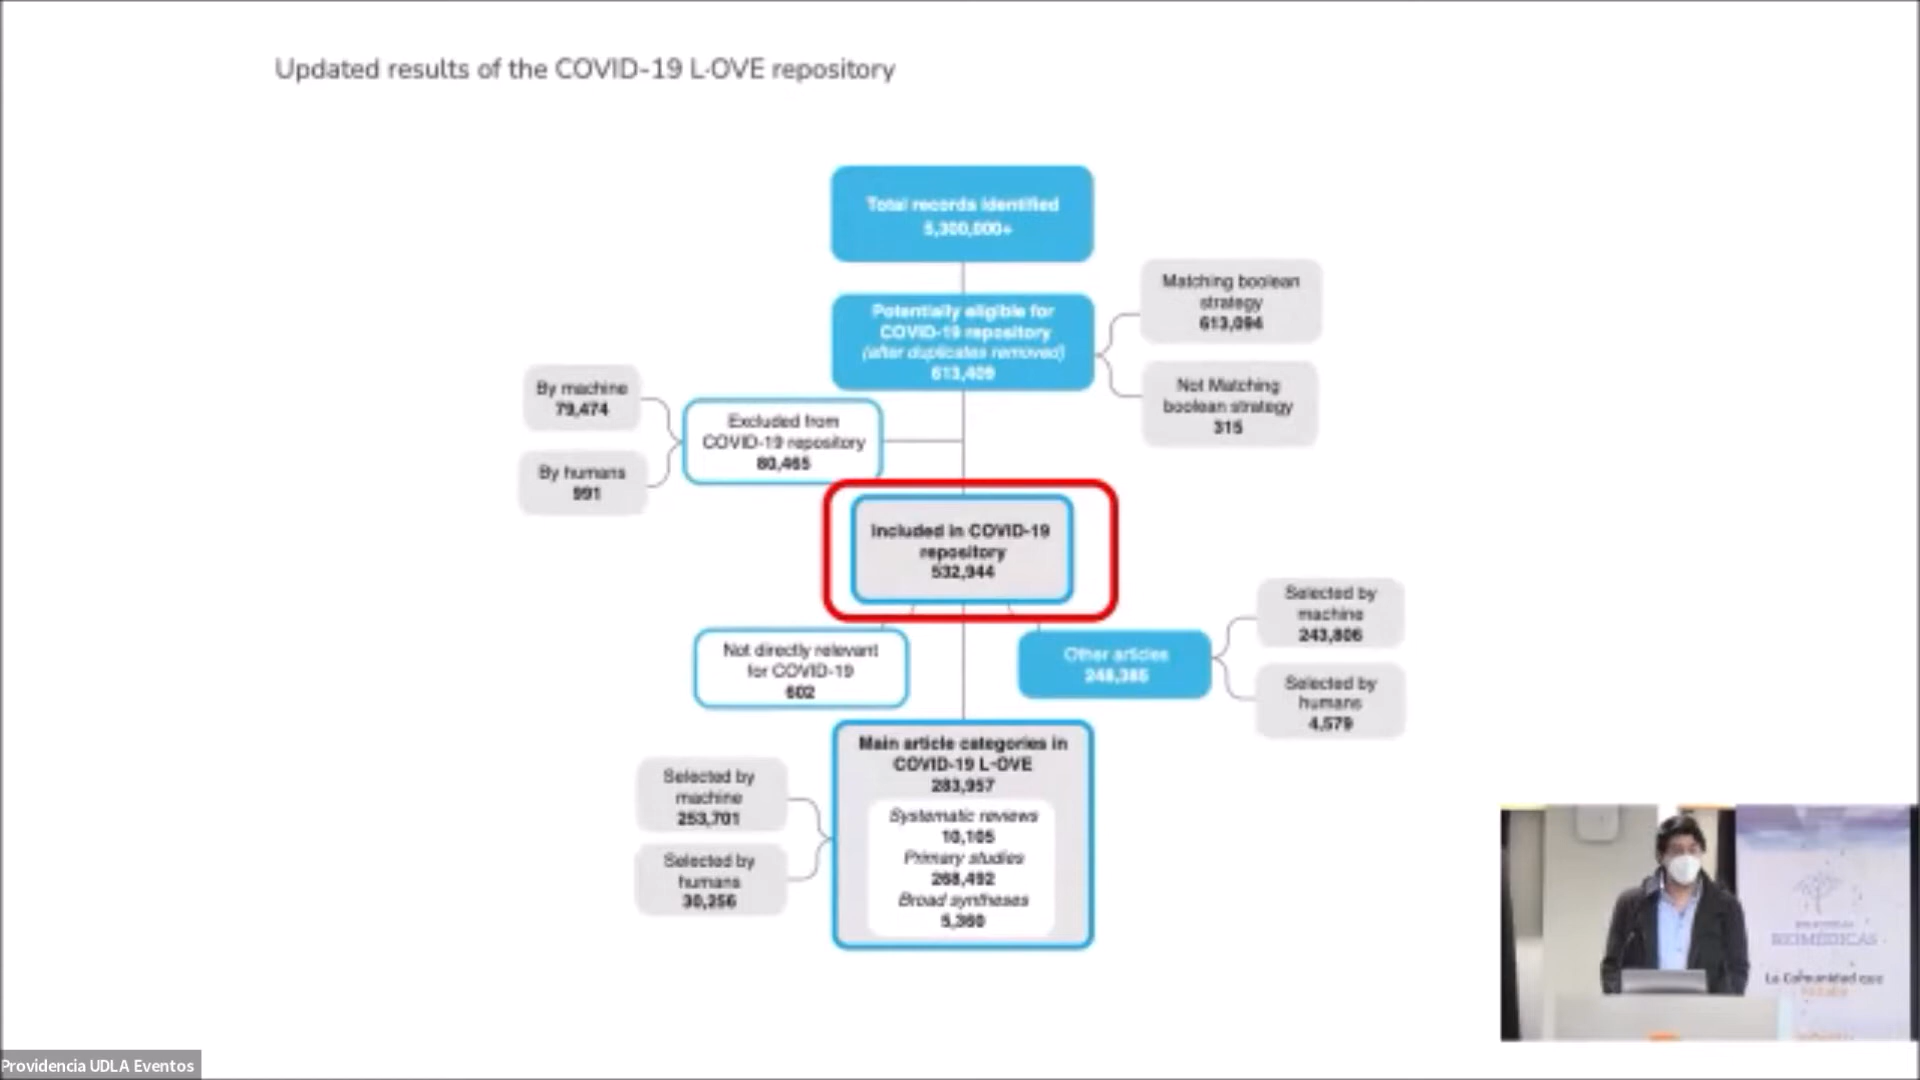 Updated results of the COVID-19 L·OVE repository
Total records identified
5,300,000+
Potentially eligible for
COVID-19 repository
(after duplicates removed)
613,409
Matching boolean
strategy
613,094
Not Matching
boolean strategy
315
By machine
79,474
By humans
991
Excluded from
COVID-19 repository
80,465
Included in COVID-19
repository
532,944
Not directly relevant
for COVID-19
602
Other articles
248,385
Selected by
machine
243,806
Selected by
humans
4,579
Main article categories in
COVID-19 L·OVE
283,957
Systematic reviews
10,105
Primary studies
268,492
Broad syntheses
5,360
Selected by
machine
253,701
Selected by
humans
30,256
BIOMÉDICAS
La Comunidad que
Providencia UDLA Eventos